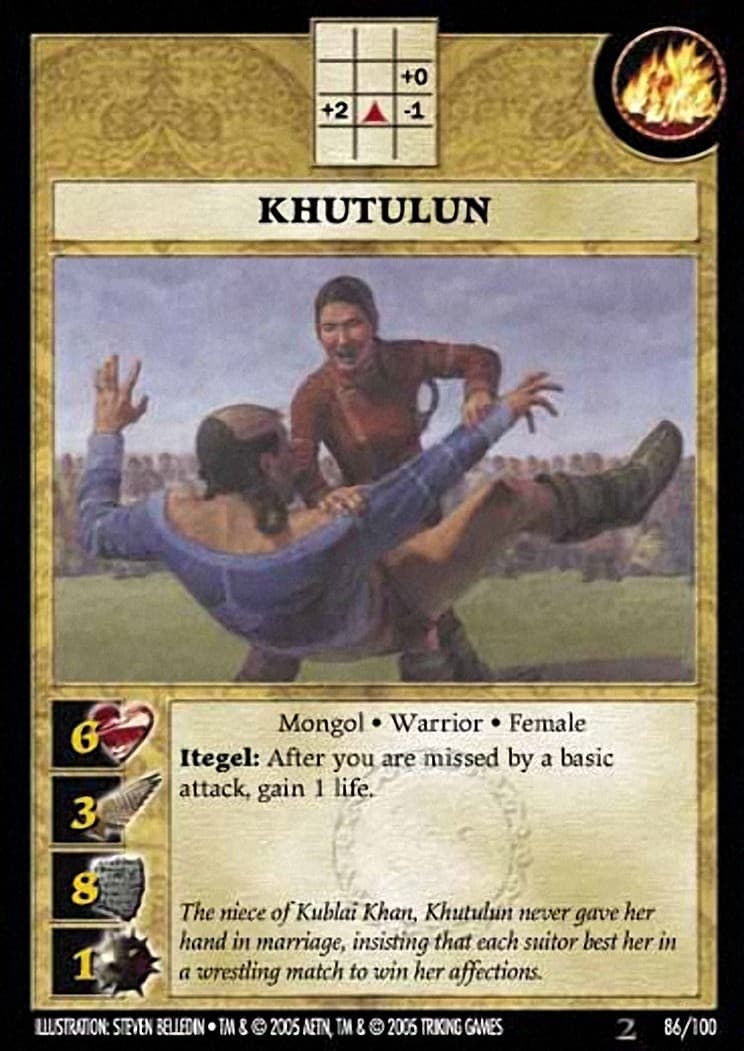 +0
+2 -1
KHUTULUN
6
3
8
1
Mongol • Warrior • Female
Itegel: After you are missed by a basic
attack, gain 1 life.
The niece of Kublai Khan, Khutulun never gave her
hand in marriage, insisting that each suitor best her in
a wrestling match to win her affections.
ILLUSTRATION: STEVEN BELLEDIN • TM & © 2005 AETN, TM & © 2005 TRIKING GAMES 2 86/100